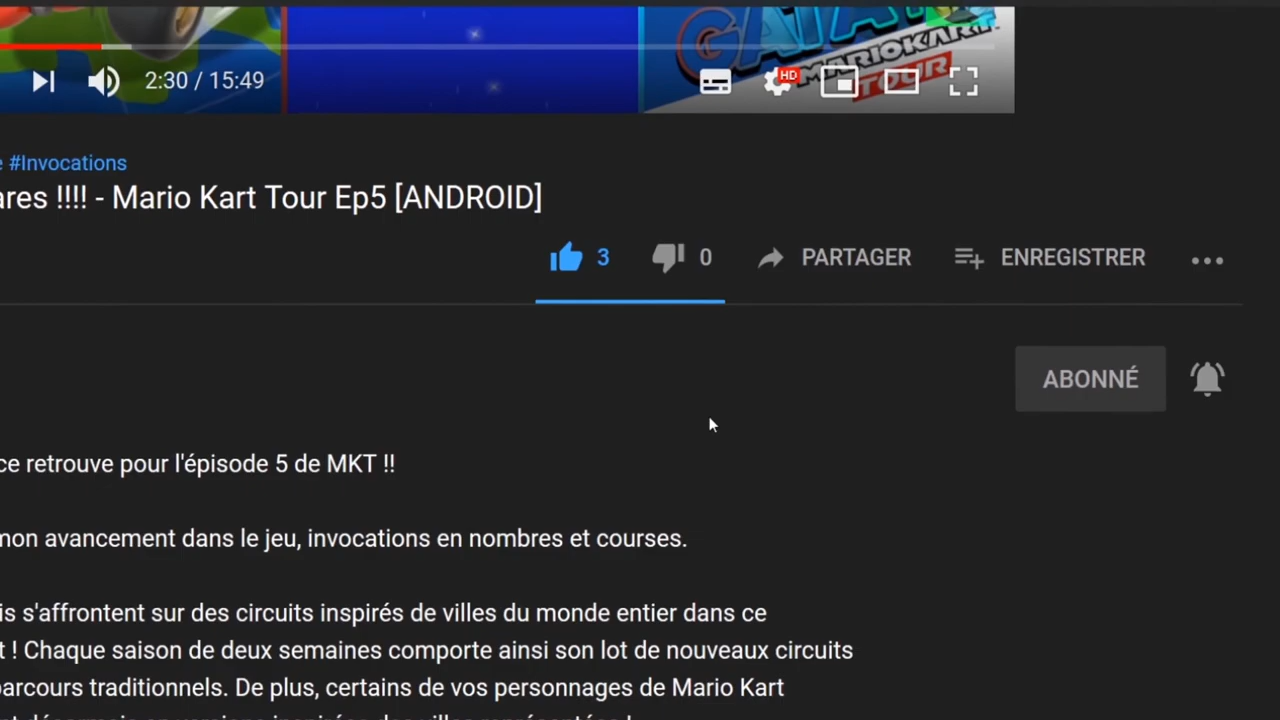 MARIOKART
TOUR
2:30 / 15:49
HD
#Invocations
ares !!!! - Mario Kart Tour Ep5 [ANDROID]
3 0 PARTAGER ENREGISTRER
ABONNÉ
ce retrouve pour l'épisode 5 de MKT !!
mon avancement dans le jeu, invocations en nombres et courses.
is s'affrontent sur des circuits inspirés de villes du monde entier dans ce
t ! Chaque saison de deux semaines comporte ainsi son lot de nouveaux circuits
parcours traditionnels. De plus, certains de vos personnages de Mario Kart